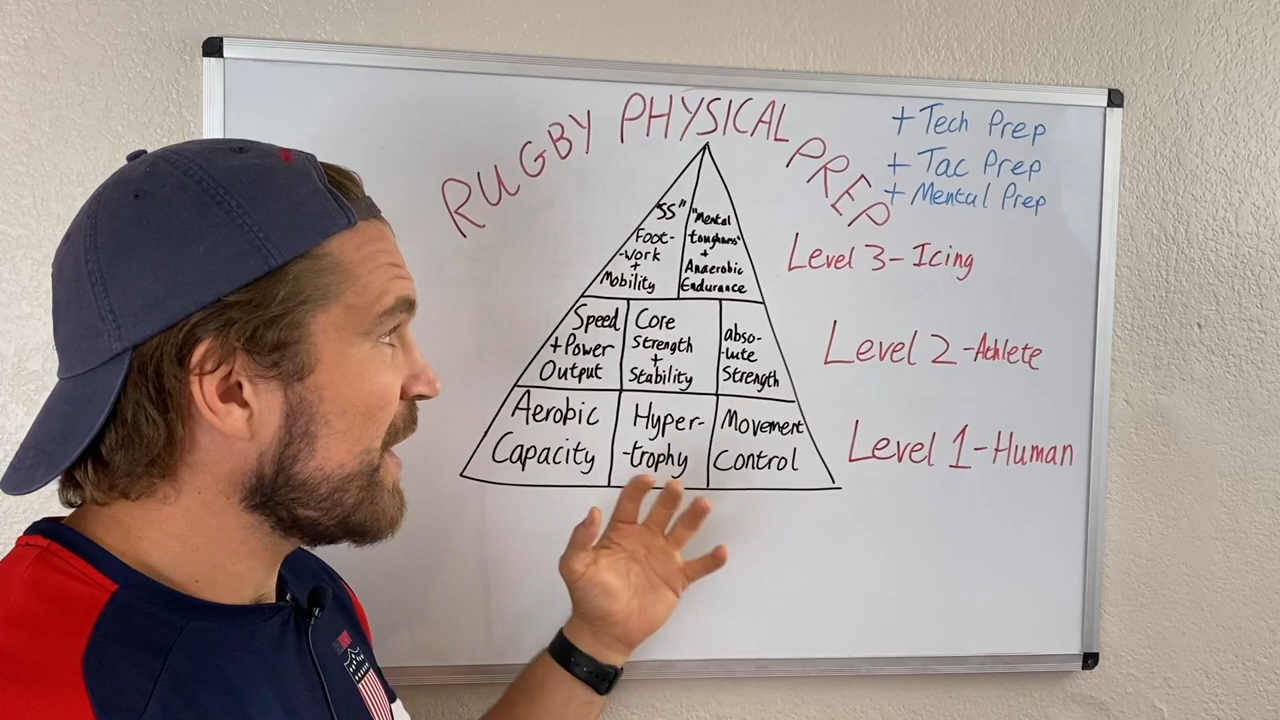 RUGBY PHYSICAL PREP
+ Tech Prep
+ Tac Prep
+ Mental Prep
"SS"
Foot-
-work
+
Mobility
"Mental
toughness"
+
Anaerobic
Endurance
Level 3 - Icing
Speed
+ Power
Output
Core
Strength
+
Stability
abso-
-lute
Strength
Level 2 - Athlete
Aerobic
Capacity
Hyper-
-trophy
Movement
Control
Level 1 - Human